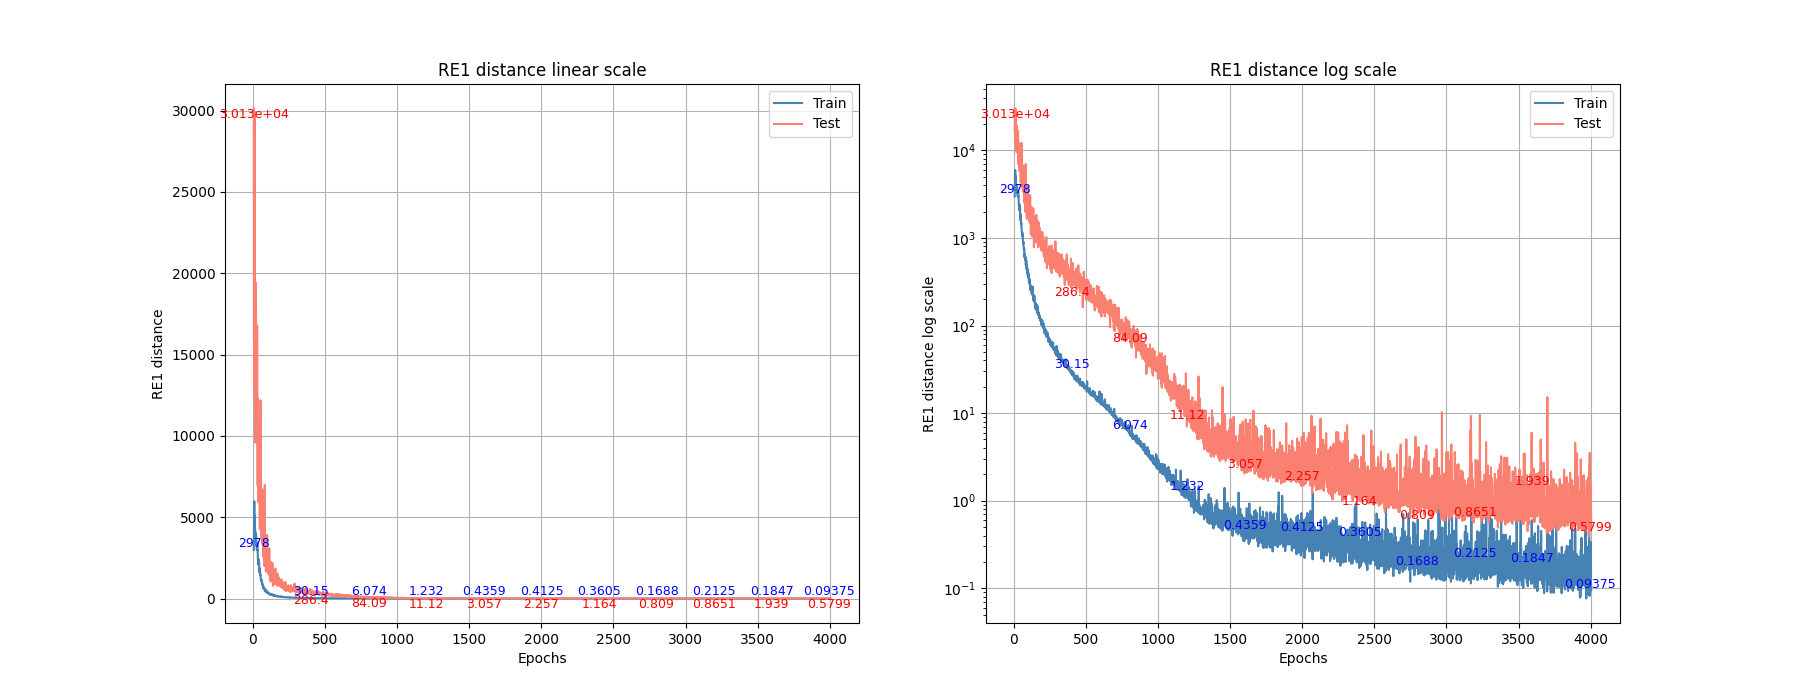 RE1 distance linear scale
RE1 distance
30000
25000
20000
15000
10000
5000
0
3.013e+04
2978
30.15 6.074 1.232 0.4359 0.4125 0.3605 0.1688 0.2125 0.1847 0.09375
286.4 84.09 11.12 3.057 2.257 1.164 0.809 0.8651 1.939 0.5799
Train
Test
0 500 1000 1500 2000 2500 3000 3500 4000
Epochs
RE1 distance log scale
RE1 distance log scale
10⁴
10³
10²
10¹
10⁰
10⁻¹
3.013e+04
2978
286.4
30.15
84.09
6.074
11.12
1.232
3.057
0.4359
2.257
0.4125
1.164
0.3605
0.809
0.1688
0.8651
0.2125
1.939
0.1847
0.5799
0.09375
Train
Test
0 500 1000 1500 2000 2500 3000 3500 4000
Epochs